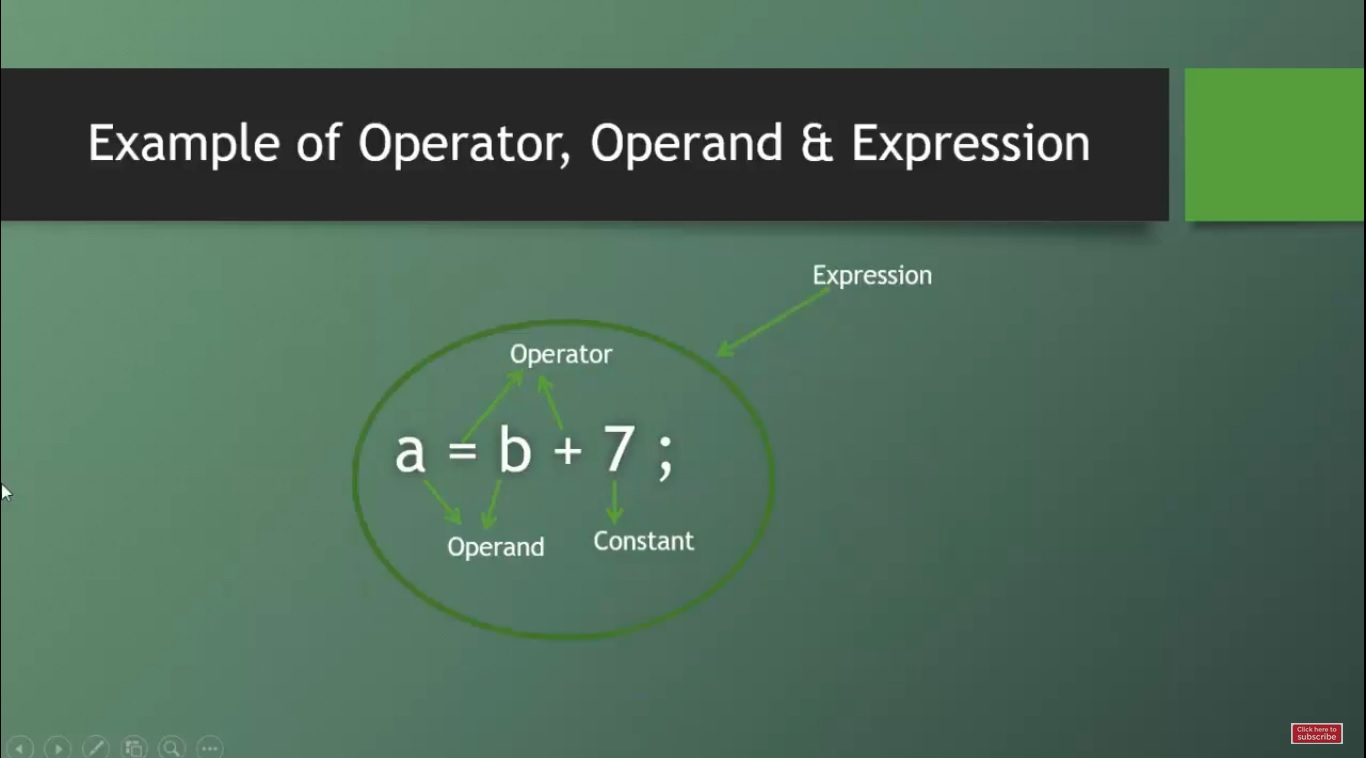 Example of Operator, Operand & Expression
Expression
Operator
a = b + 7 ;
Operand
Constant
Click here to
subscribe